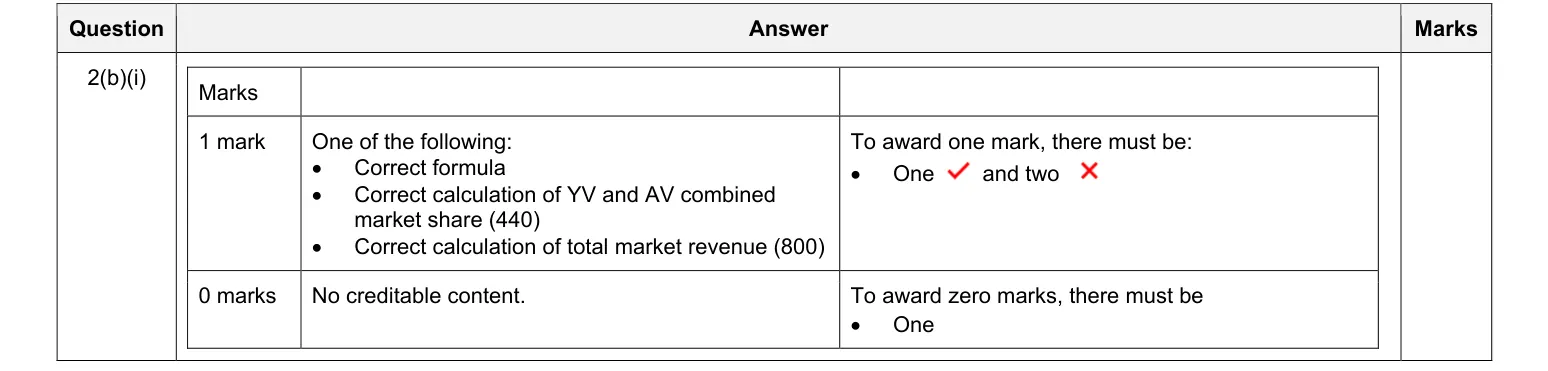 Question Answer Marks
2(b)(i)
Marks
1 mark One of the following: To award one mark, there must be:
• Correct formula • One ✓ and two ✗
• Correct calculation of YV and AV combined
market share (440)
• Correct calculation of total market revenue (800)
0 marks No creditable content. To award zero marks, there must be
• One